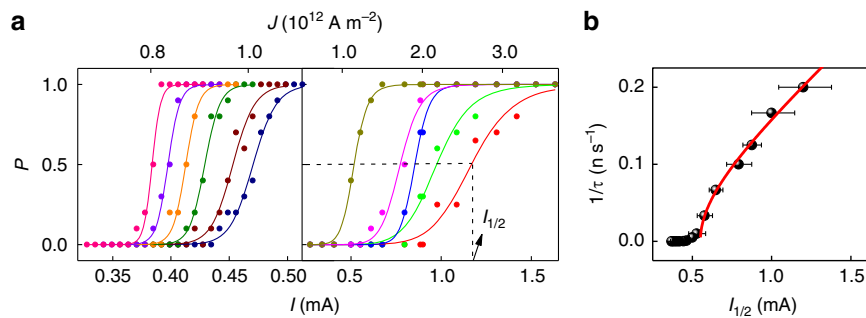 a
J (10¹² A m⁻²)
0.8 1.0 1.0 2.0 3.0
P
1.0
0.5
0.0
I₁/₂
0.35 0.40 0.45 0.50 0.5 1.0 1.5
I (mA)
b
1/τ (n s⁻¹)
0.2
0.1
0.0
0.5 1.0 1.5
I₁/₂ (mA)